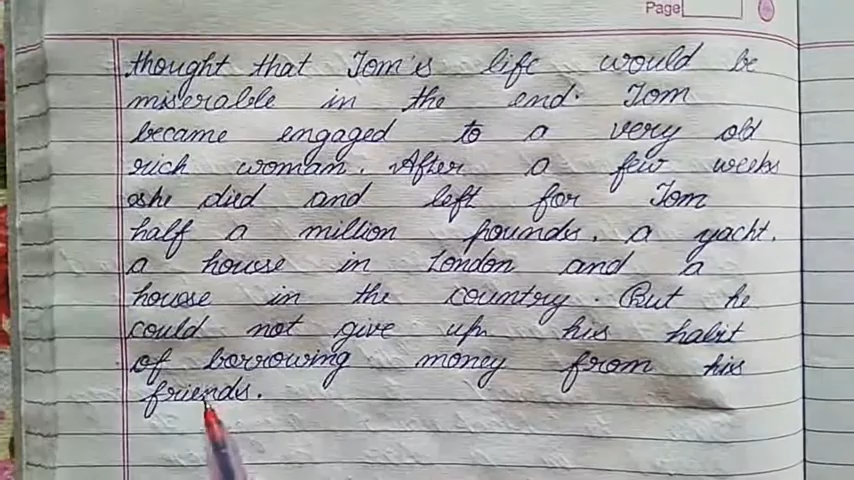 Page
thought that Tom's life would be
miserable in the end. Tom
became engaged to a very old
rich woman. After a few weeks
she died and left for Tom
half a million pounds, a yacht,
a house in London and a
house in the country. But he
could not give up his habit
of borrowing money from his
friends.